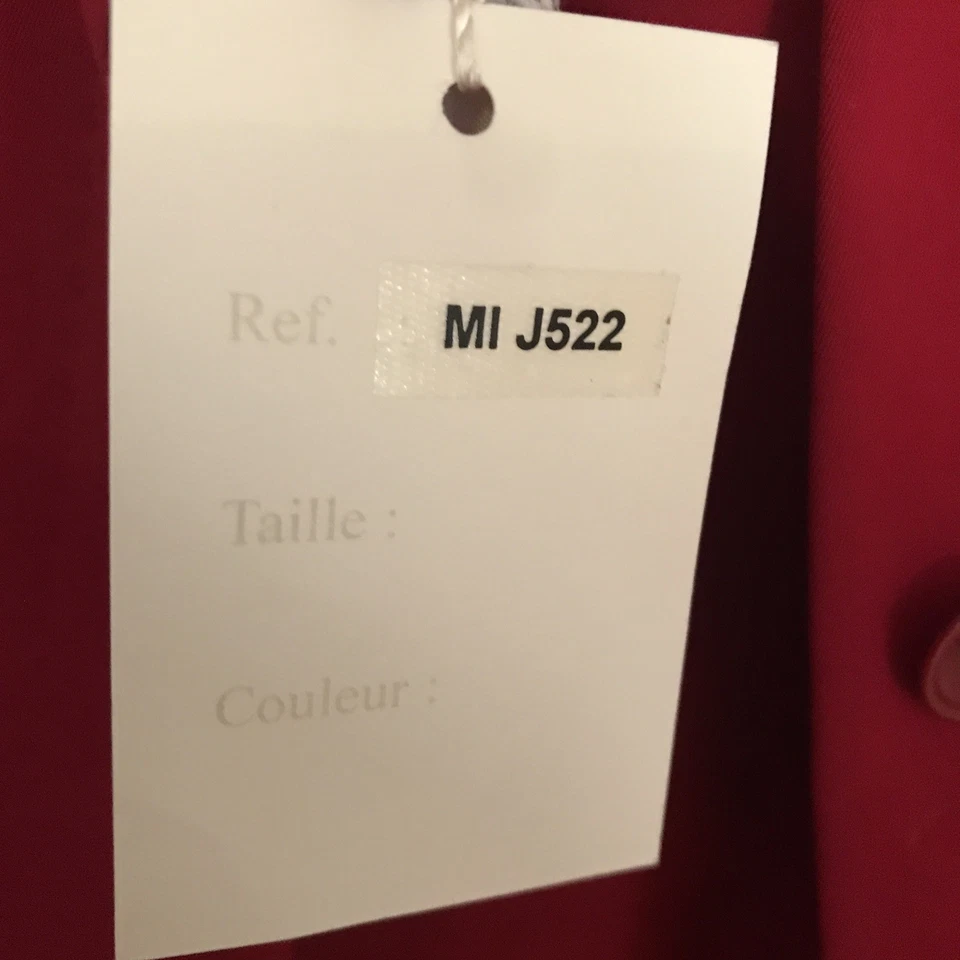 Ref. MI J522
Taille :
Couleur :